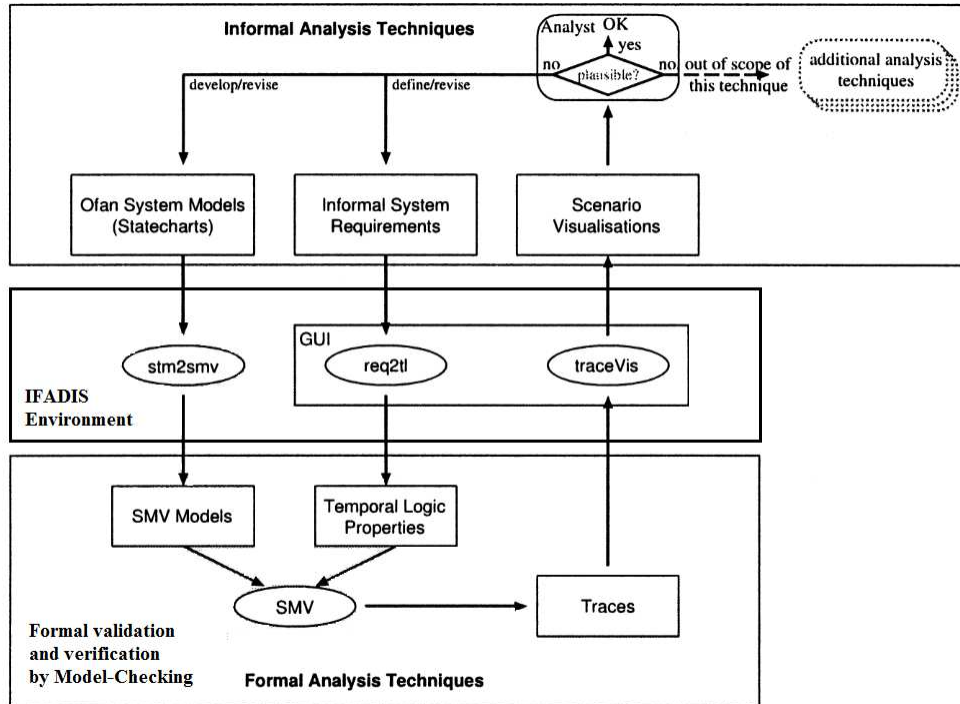 Informal Analysis Techniques
Analyst OK
yes
no
plausible?
no
out of scope of
this technique
additional analysis
techniques
develop/revise
define/revise
Ofan System Models
(Statecharts)
Informal System
Requirements
Scenario
Visualisations
GUI
stm2smv
req2tl
traceVis
IFADIS
Environment
SMV Models
Temporal Logic
Properties
SMV
Traces
Formal validation
and verification
by Model-Checking
Formal Analysis Techniques